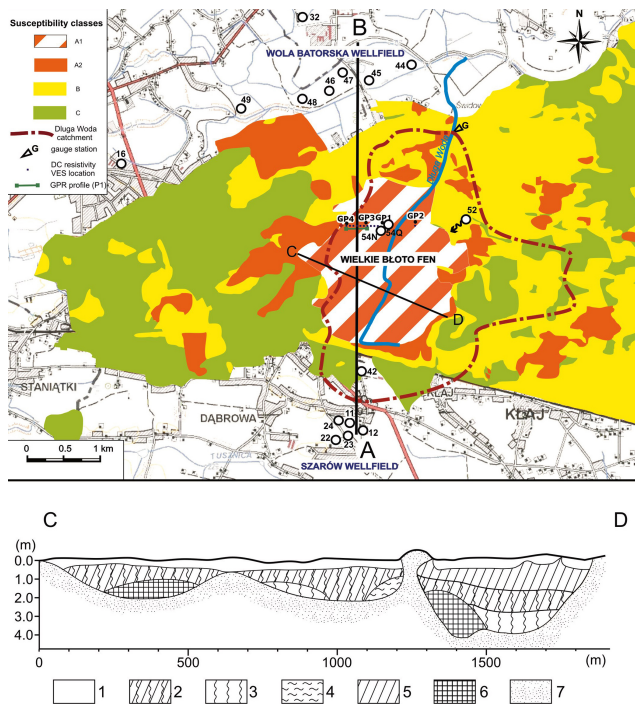 Susceptibility classes
A1
A2
B
C
Dluga Woda
catchment
G gauge station
DC resistivity
VES location
GPR profile (P1)
B
N
32
WOLA BATORSKA WELLFIELD
44
45
47
46
48
49
16
G
52
GP4 GP3 GP1 GP2
54N 54Q
C
WIELKIE BŁOTO FEN
D
42
STANIĄTKI
KŁAJ
KŁAJ
DĄBROWA
11
24
22
23
12
A
SZARÓW WELLFIELD
0 0.5 1 km
C D
(m)
0.0
1.0
2.0
3.0
4.0
0 500 1000 1500 (m)
1 2 3 4 5 6 7